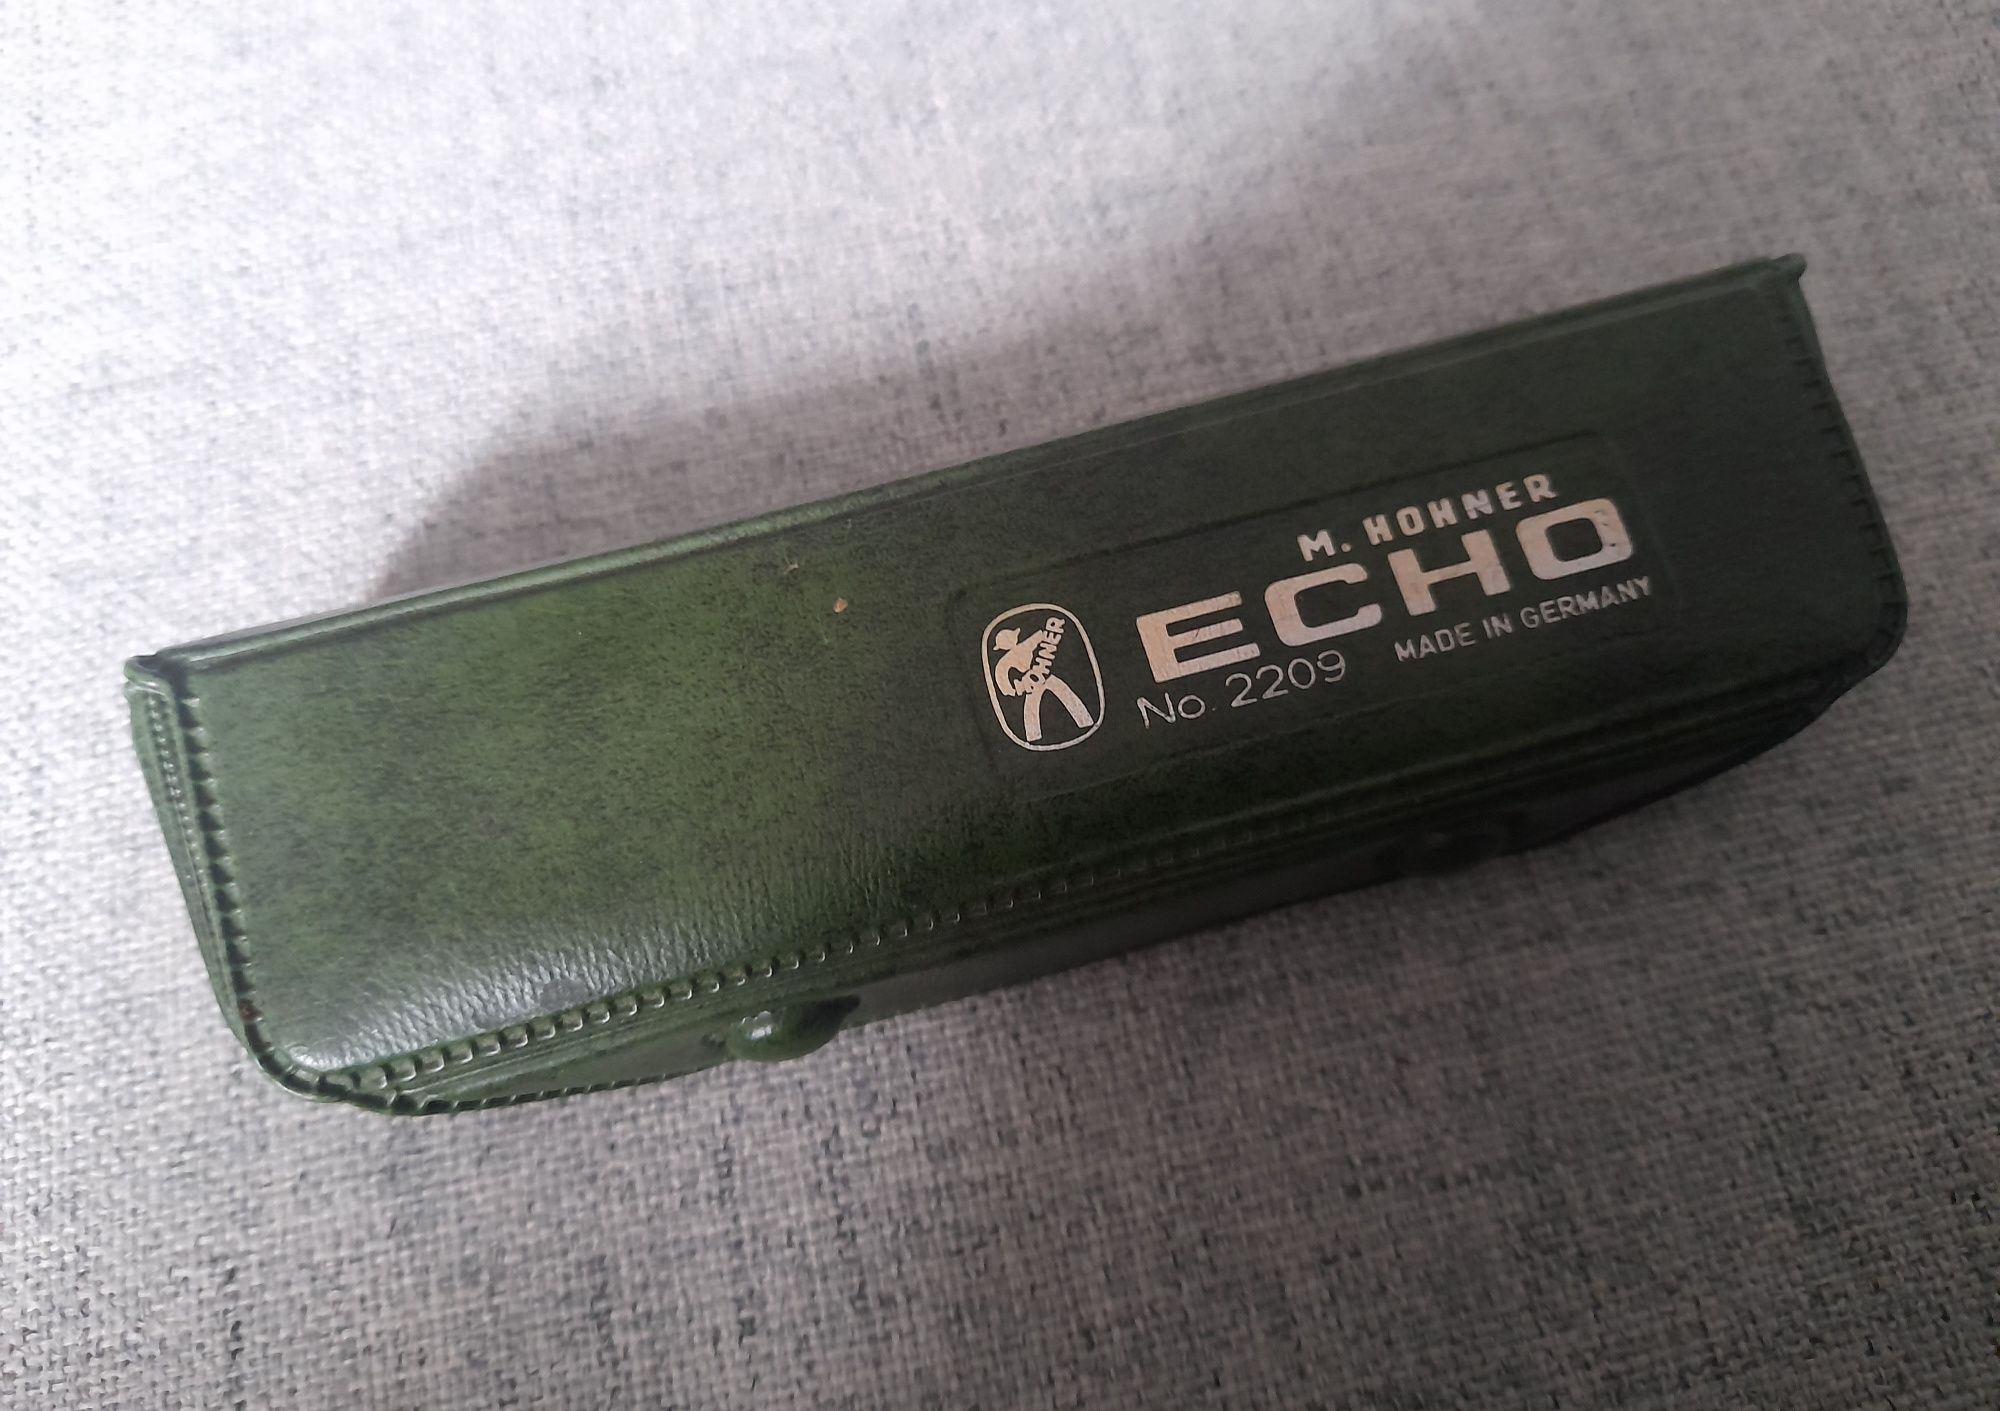 M. HOHNER
ECHO
HOHNER
No. 2209
MADE IN GERMANY